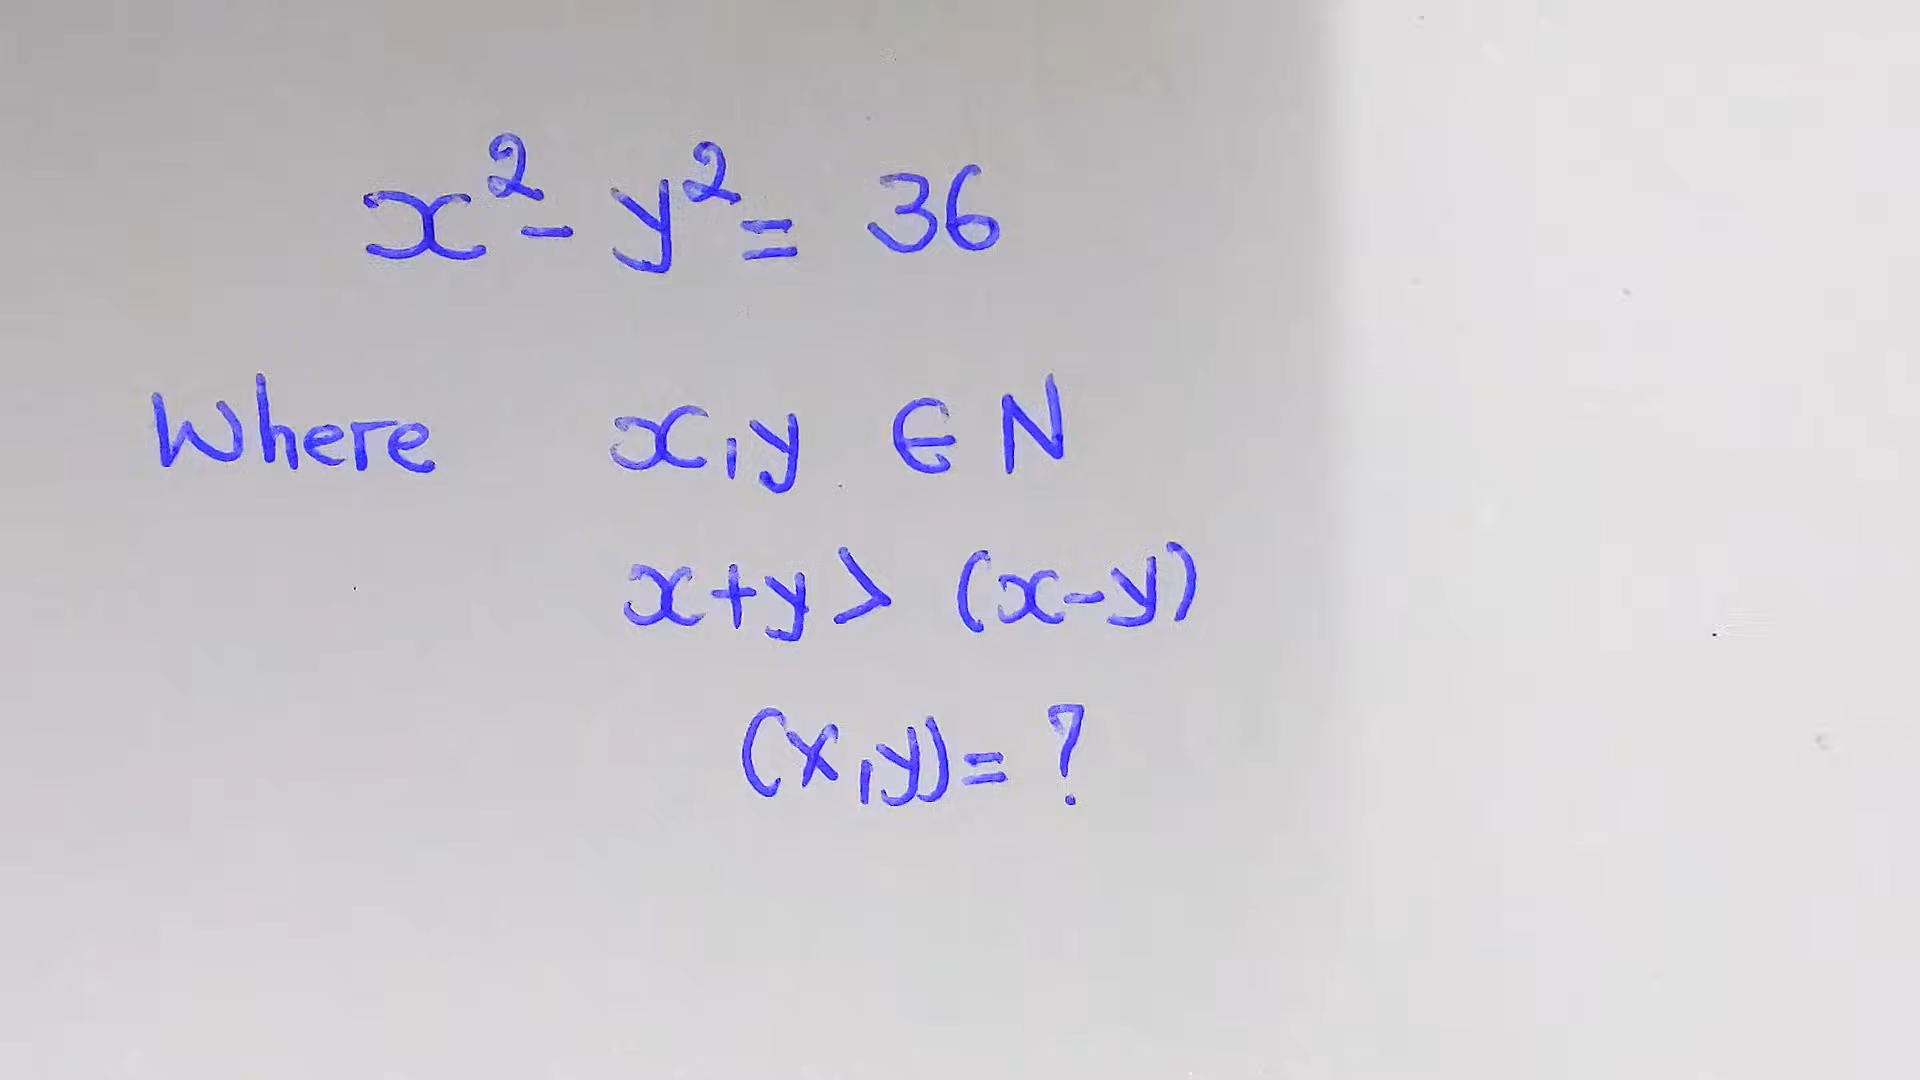 x² - y² = 36
Where x, y ∈ N
x + y > (x - y)
(x, y) = ?